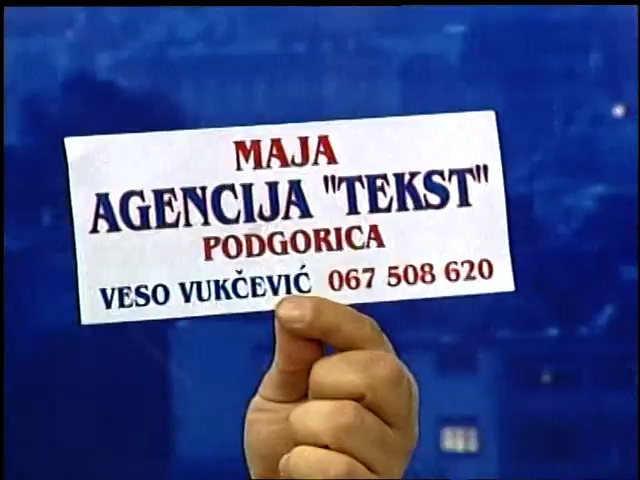 MAJA
AGENCIJA "TEKST"
PODGORICA
VESO VUKČEVIĆ 067 508 620